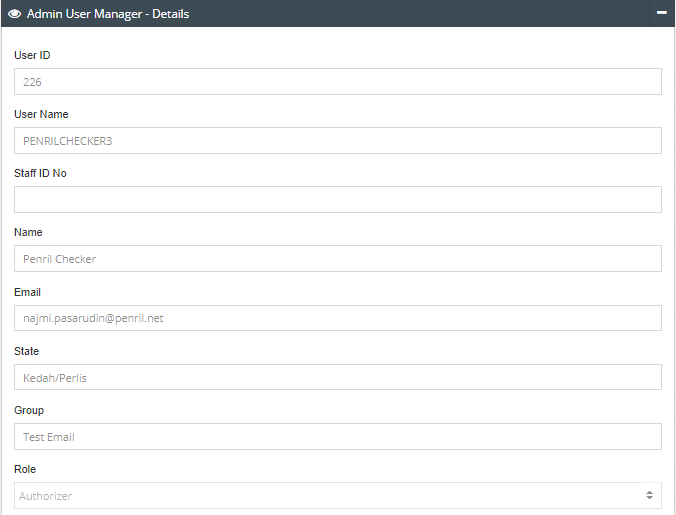 Admin User Manager - Details
User ID
226
User Name
PENRILCHECKER3
Staff ID No
Name
Penril Checker
Email
najmi.pasarudin@penril.net
State
Kedah/Perlis
Group
Test Email
Role
Authorizer